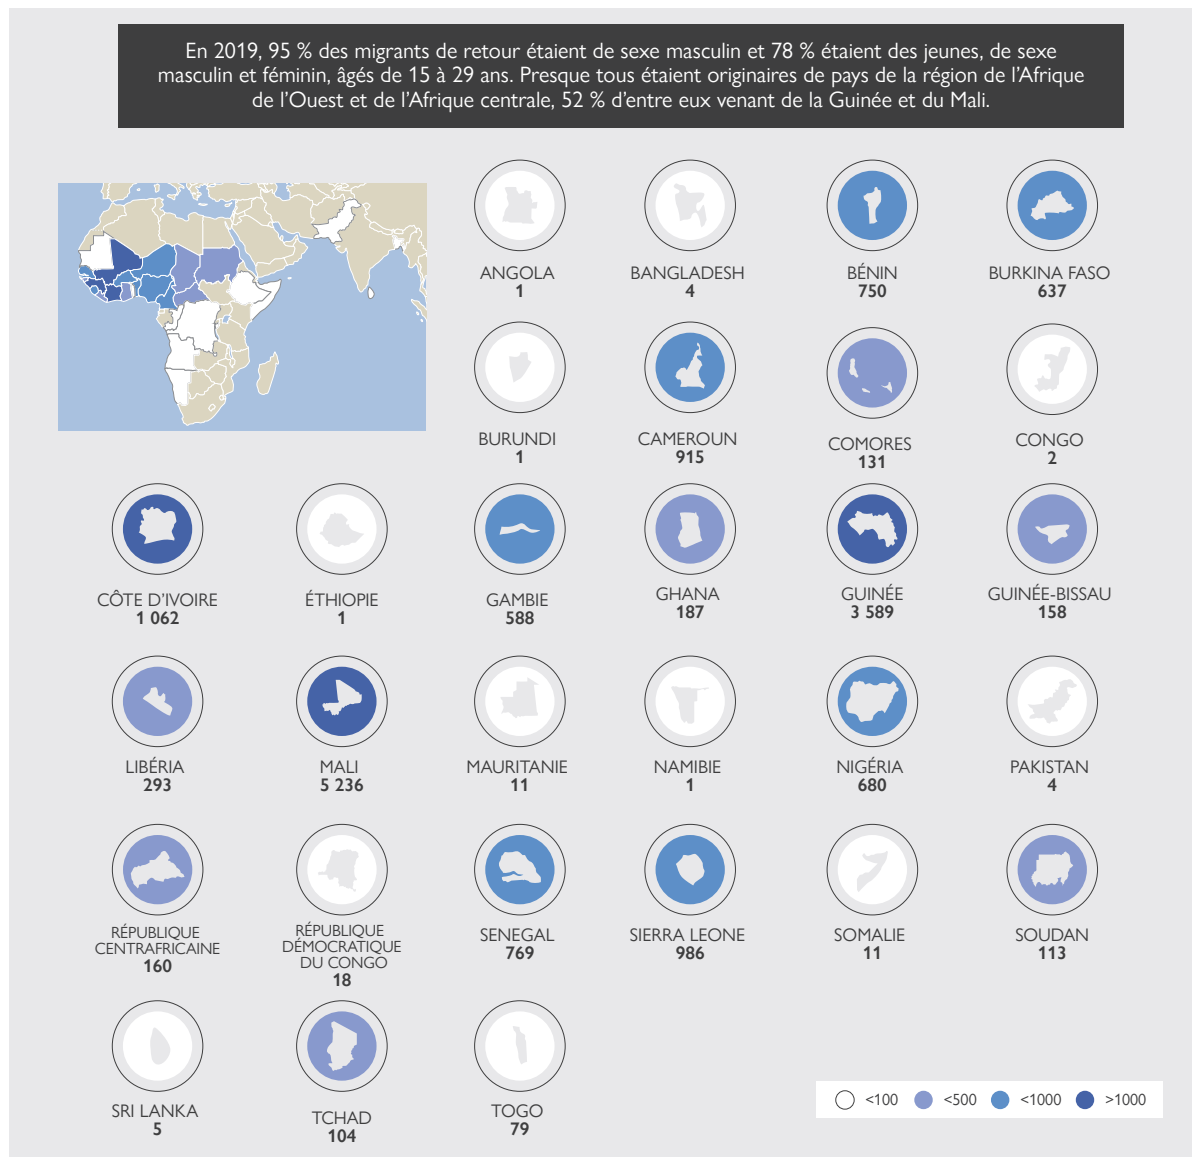 En 2019, 95 % des migrants de retour étaient de sexe masculin et 78 % étaient des jeunes, de sexe
masculin et féminin, âgés de 15 à 29 ans. Presque tous étaient originaires de pays de la région de l'Afrique
de l'Ouest et de l'Afrique centrale, 52 % d'entre eux venant de la Guinée et du Mali.
ANGOLA
1
BANGLADESH
4
BÉNIN
750
BURKINA FASO
637
BURUNDI
1
CAMEROUN
915
COMORES
131
CONGO
2
CÔTE D'IVOIRE
1 062
ÉTHIOPIE
1
GAMBIE
588
GHANA
187
GUINÉE
3 589
GUINÉE-BISSAU
158
LIBÉRIA
293
MALI
5 236
MAURITANIE
11
NAMIBIE
1
NIGÉRIA
680
PAKISTAN
4
RÉPUBLIQUE
CENTRAFRICAINE
160
RÉPUBLIQUE
DÉMOCRATIQUE
DU CONGO
18
SENEGAL
769
SIERRA LEONE
986
SOMALIE
11
SOUDAN
113
SRI LANKA
5
TCHAD
104
TOGO
79
<100 <500 <1000 >1000